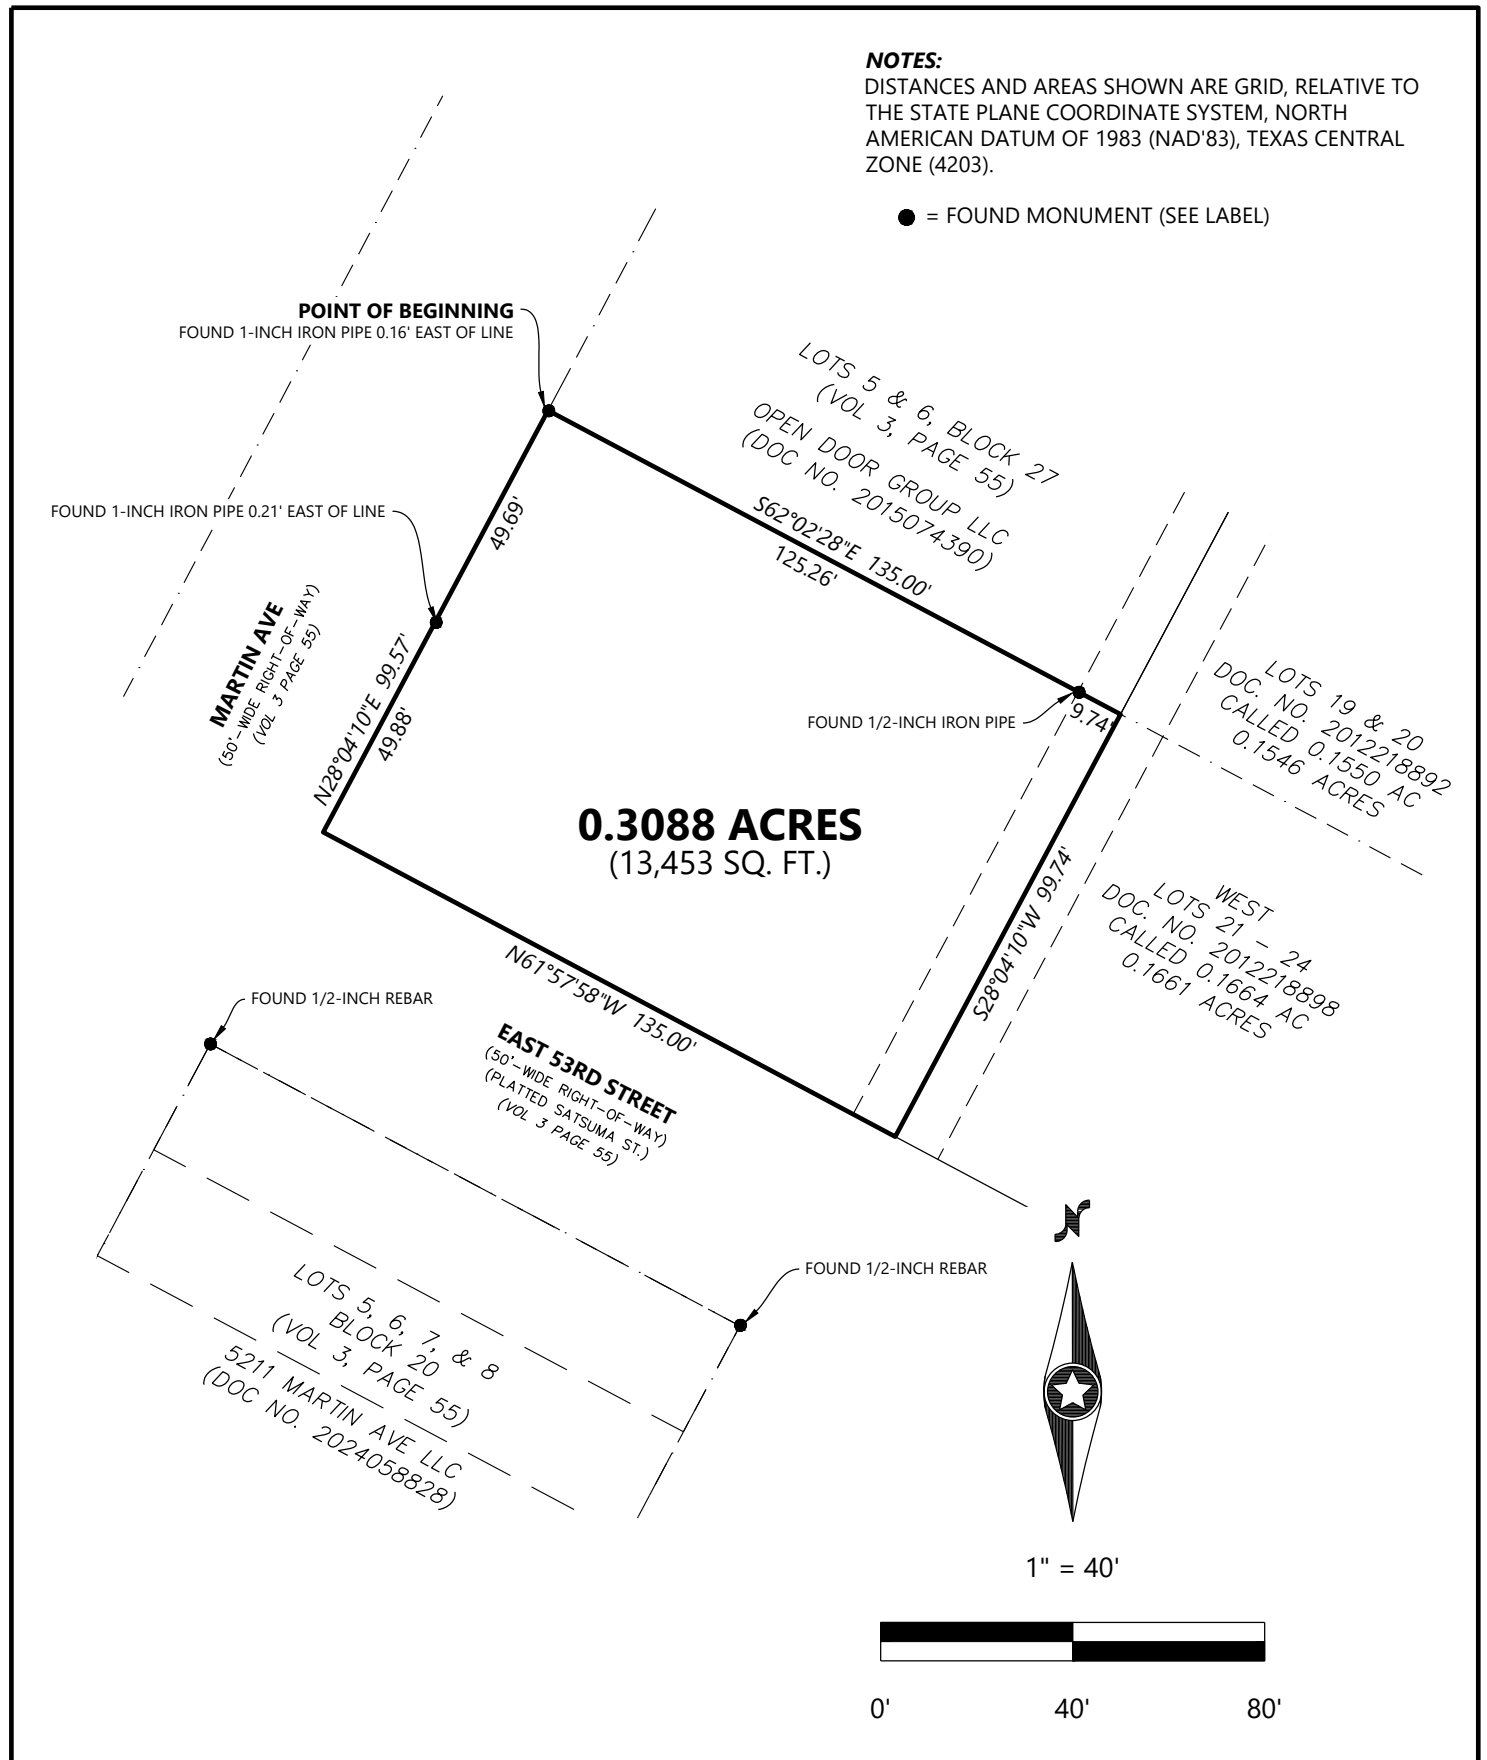 NOTES:
DISTANCES AND AREAS SHOWN ARE GRID, RELATIVE TO
THE STATE PLANE COORDINATE SYSTEM, NORTH
AMERICAN DATUM OF 1983 (NAD'83), TEXAS CENTRAL
ZONE (4203).
= FOUND MONUMENT (SEE LABEL)
POINT OF BEGINNING
FOUND 1-INCH IRON PIPE 0.16' EAST OF LINE
LOTS 5 & 6, BLOCK 27
(VOL 3, PAGE 55)
OPEN DOOR GROUP LLC
(DOC NO. 2015074390)
S62°02'28"E 135.00'
125.26'
49.69'
FOUND 1-INCH IRON PIPE 0.21' EAST OF LINE
MARTIN AVE
(50'-WIDE RIGHT-OF-WAY)
(VOL 3 PAGE 55)
N28°04'10"E 99.57'
49.88'
FOUND 1/2-INCH IRON PIPE
9.74'
LOTS 19 & 20
DOC. NO. 2012218892
CALLED 0.1550 AC
0.1546 ACRES
0.3088 ACRES
(13,453 SQ. FT.)
S28°04'10"W 99.74'
WEST
LOTS 21 - 24
DOC. NO. 2012218898
CALLED 0.1664 AC
0.1661 ACRES
N61°57'58"W 135.00'
FOUND 1/2-INCH REBAR
EAST 53RD STREET
(50'-WIDE RIGHT-OF-WAY)
(PLATTED SATSUMA ST.)
(VOL 3 PAGE 55)
N
FOUND 1/2-INCH REBAR
LOTS 5, 6, 7, & 8
BLOCK 20
(VOL 3, PAGE 55)
5211 MARTIN AVE LLC
(DOC NO. 2024058828)
1" = 40'
0' 40' 80'